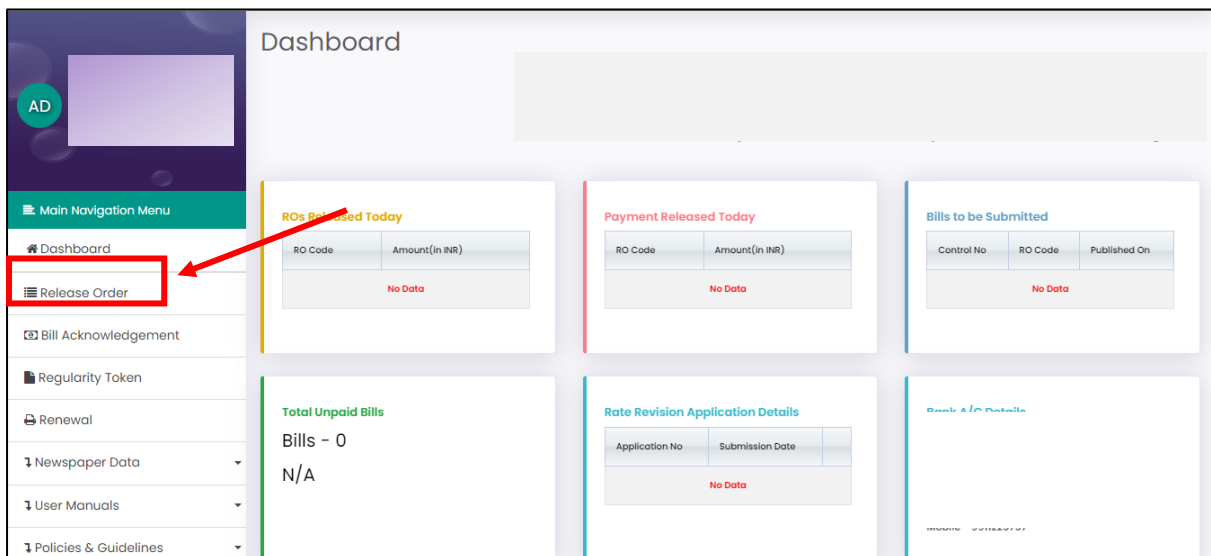 Dashboard
AD
Main Navigation Menu
Dashboard
Release Order
Bill Acknowledgement
Regularity Token
Renewal
Newspaper Data
User Manuals
Policies & Guidelines
ROs Released Today
RO Code Amount(in INR)
No Data
Payment Released Today
RO Code Amount(in INR)
No Data
Bills to be Submitted
Control No RO Code Published On
No Data
Total Unpaid Bills
Bills - 0
N/A
Rate Revision Application Details
Application No Submission Date
No Data
Bank A/C Details